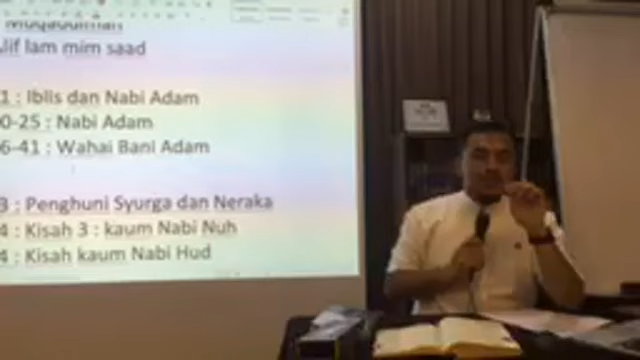 Muqaddimah
Alif lam mim saad
1 : Iblis dan Nabi Adam
0-25 : Nabi Adam
6-41 : Wahai Bani Adam
3 : Penghuni Syurga dan Neraka
4 : Kisah 3 : kaum Nabi Nuh
4 : Kisah kaum Nabi Hud